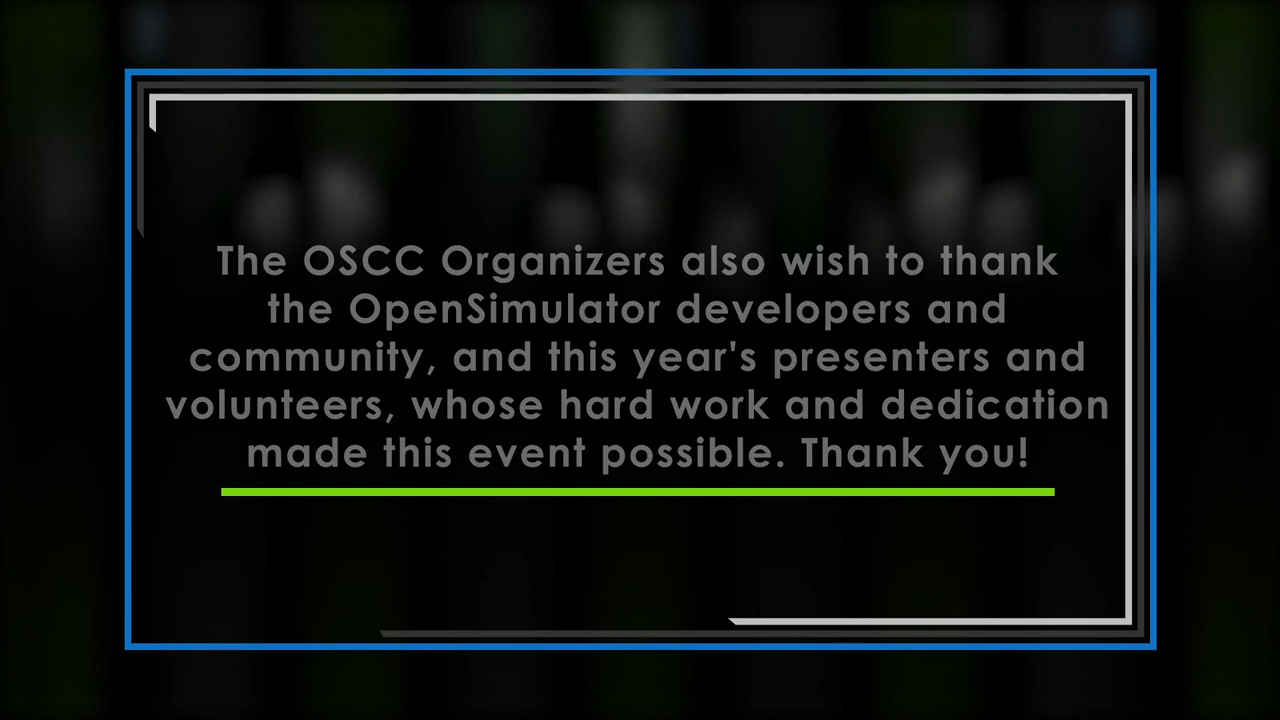 The OSCC Organizers also wish to thank
the OpenSimulator developers and
community, and this year's presenters and
volunteers, whose hard work and dedication
made this event possible. Thank you!